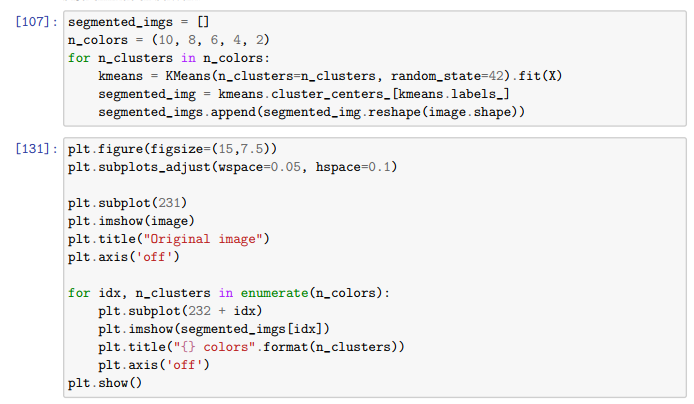 [107]: segmented_imgs = []
n_colors = (10, 8, 6, 4, 2)
for n_clusters in n_colors:
    kmeans = KMeans(n_clusters=n_clusters, random_state=42).fit(X)
    segmented_img = kmeans.cluster_centers_[kmeans.labels_]
    segmented_imgs.append(segmented_img.reshape(image.shape))
[131]: plt.figure(figsize=(15,7.5))
plt.subplots_adjust(wspace=0.05, hspace=0.1)

plt.subplot(231)
plt.imshow(image)
plt.title("Original image")
plt.axis('off')

for idx, n_clusters in enumerate(n_colors):
    plt.subplot(232 + idx)
    plt.imshow(segmented_imgs[idx])
    plt.title("{} colors".format(n_clusters))
    plt.axis('off')
plt.show()